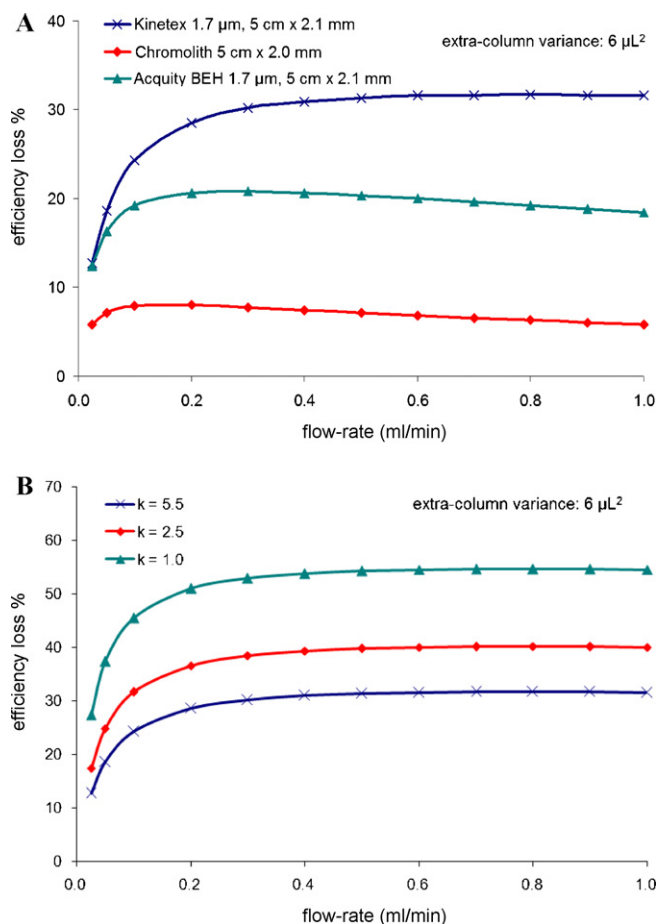 A
40
30
20
10
0
efficiency loss %
Kinetex 1.7 µm, 5 cm x 2.1 mm
Chromolith 5 cm x 2.0 mm
Acquity BEH 1.7 µm, 5 cm x 2.1 mm
extra-column variance: 6 µL²
0.0 0.2 0.4 0.6 0.8 1.0
flow-rate (ml/min)
B
70
60
50
40
30
20
10
0
efficiency loss %
k = 5.5
k = 2.5
k = 1.0
extra-column variance: 6 µL²
0.0 0.2 0.4 0.6 0.8 1.0
flow-rate (ml/min)